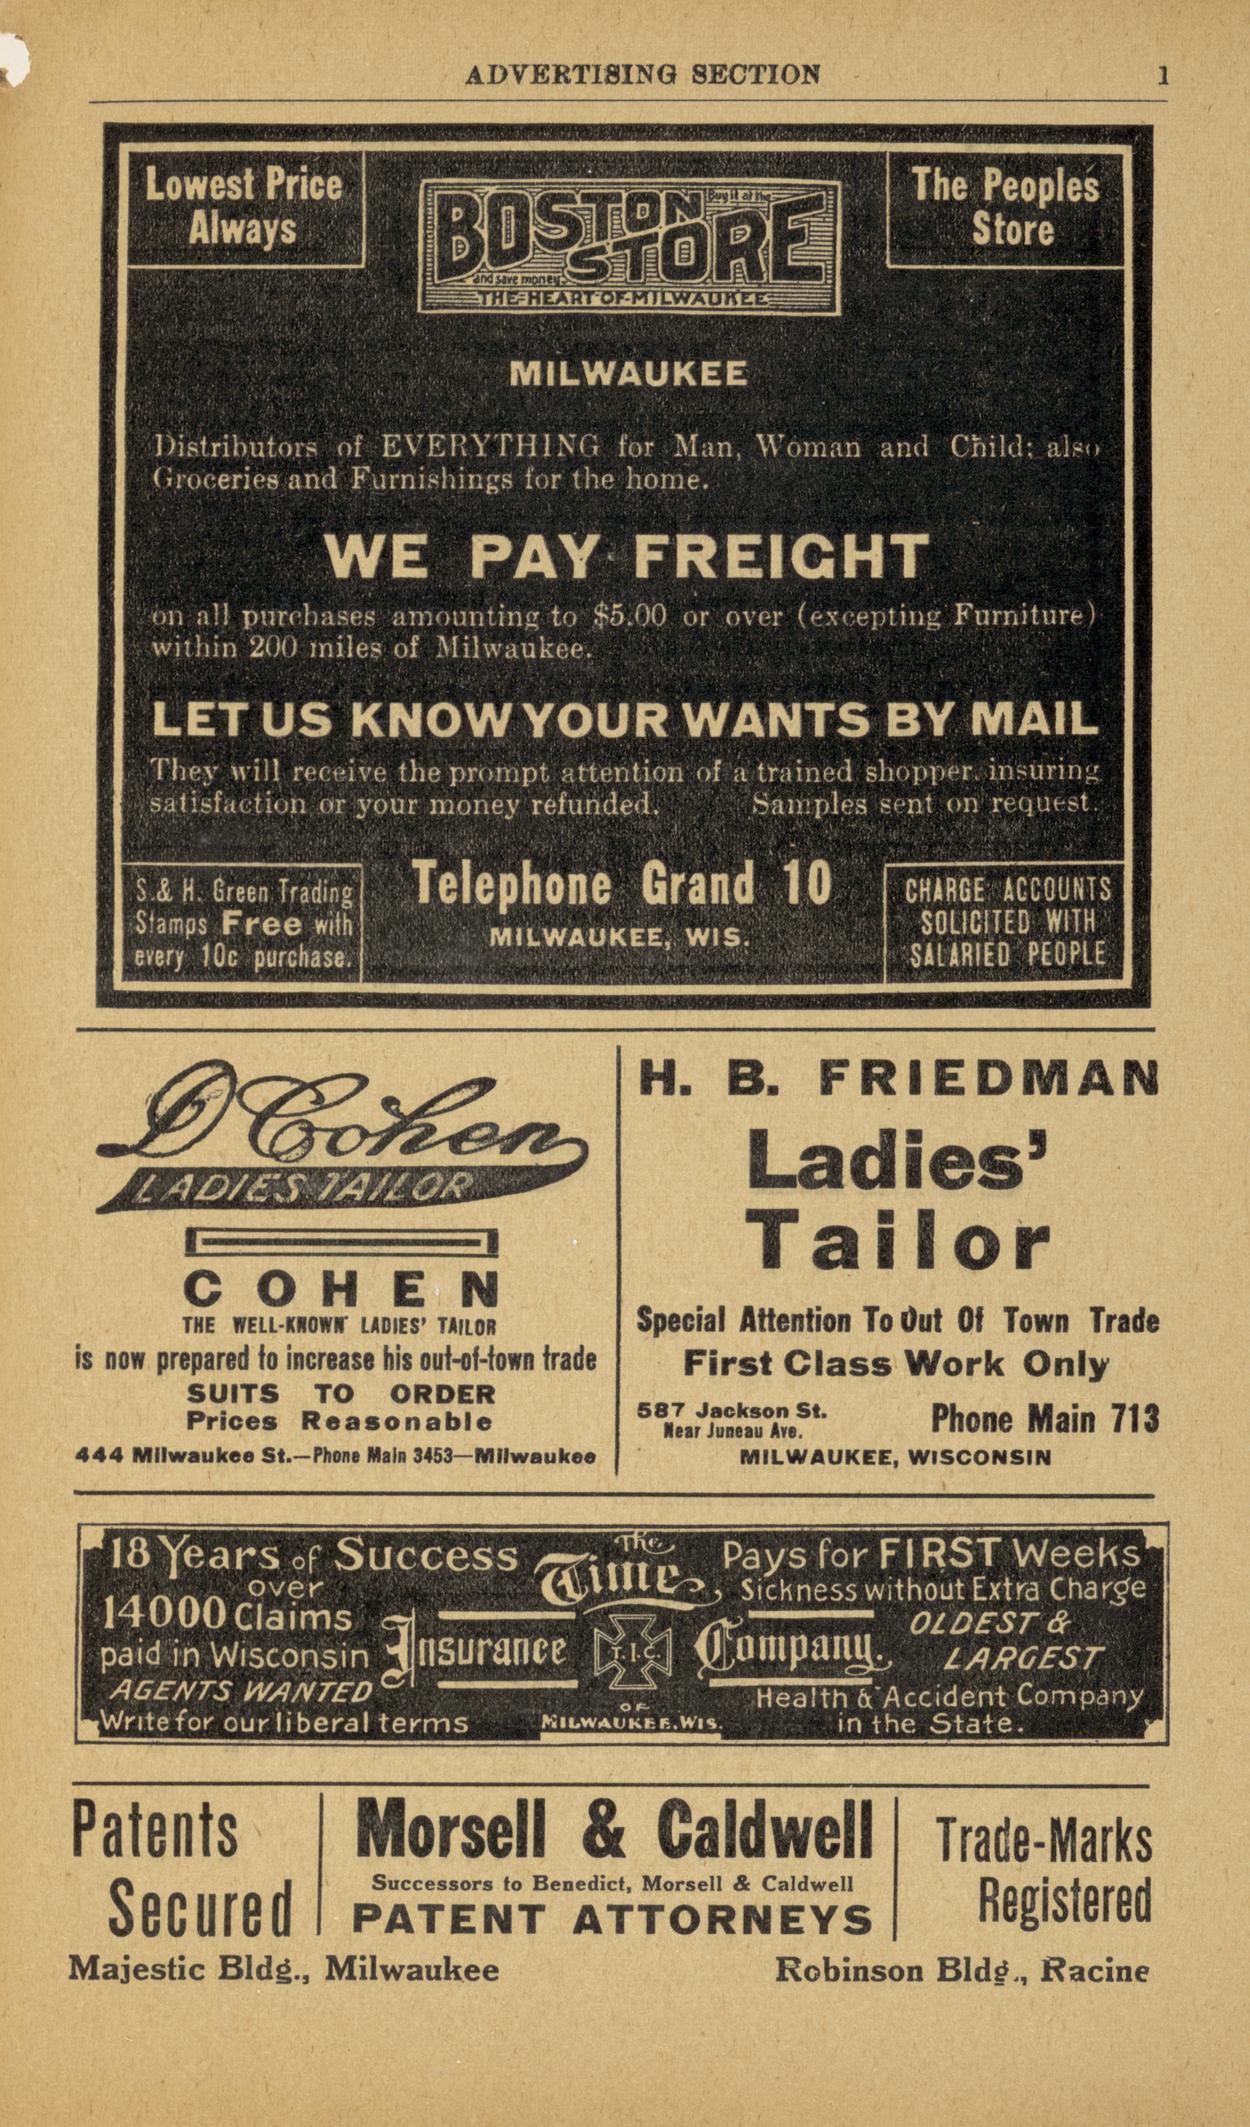 ADVERTISING SECTION 1
Lowest Price
Always
BOSTON
STORE
Buy it at the
and save money
THE-HEART-OF-MILWAUKEE
The Peoples
Store
MILWAUKEE
Distributors of EVERYTHING for Man, Woman and Child; also
Groceries and Furnishings for the home.
WE PAY FREIGHT
on all purchases amounting to $5.00 or over (excepting Furniture)
within 200 miles of Milwaukee.
LET US KNOW YOUR WANTS BY MAIL
They will receive the prompt attention of a trained shopper, insuring
satisfaction or your money refunded. Samples sent on request.
S. & H. Green Trading
Stamps Free with
every 10c purchase.
Telephone Grand 10
MILWAUKEE, WIS.
CHARGE ACCOUNTS
SOLICITED WITH
SALARIED PEOPLE
D Cohen
LADIES TAILOR
COHEN
THE WELL-KNOWN LADIES' TAILOR
is now prepared to increase his out-of-town trade
SUITS TO ORDER
Prices Reasonable
444 Milwaukee St.—Phone Main 3453—Milwaukee
H. B. FRIEDMAN
Ladies'
Tailor
Special Attention To Out Of Town Trade
First Class Work Only
587 Jackson St.
Near Juneau Ave.
Phone Main 713
MILWAUKEE, WISCONSIN
18 Years of Success
over
14000 Claims
paid in Wisconsin
AGENTS WANTED
Write for our liberal terms
The
Time
Insurance
T.I.C.
Company.
OF
MILWAUKEE.WIS.
Pays for FIRST Weeks
Sickness without Extra Charge
OLDEST &
LARGEST
Health & Accident Company
in the State.
Patents
Secured
Morsell & Caldwell
Successors to Benedict, Morsell & Caldwell
PATENT ATTORNEYS
Trade-Marks
Registered
Majestic Bldg., Milwaukee
Robinson Bldg., Racine